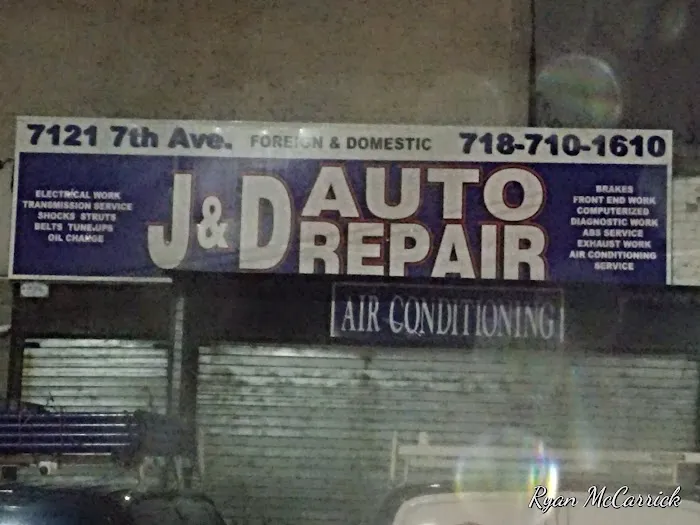 7121 7th Ave. FOREIGN & DOMESTIC 718-710-1610
J&D AUTO REPAIR
ELECTRICAL WORK
TRANSMISSION SERVICE
SHOCKS STRUTS
BELTS TUNE-UPS
OIL CHANGE
BRAKES
FRONT END WORK
COMPUTERIZED
DIAGNOSTIC WORK
ABS SERVICE
EXHAUST WORK
AIR CONDITIONING
SERVICE
AIR CONDITIONING
Ryan McCarrick